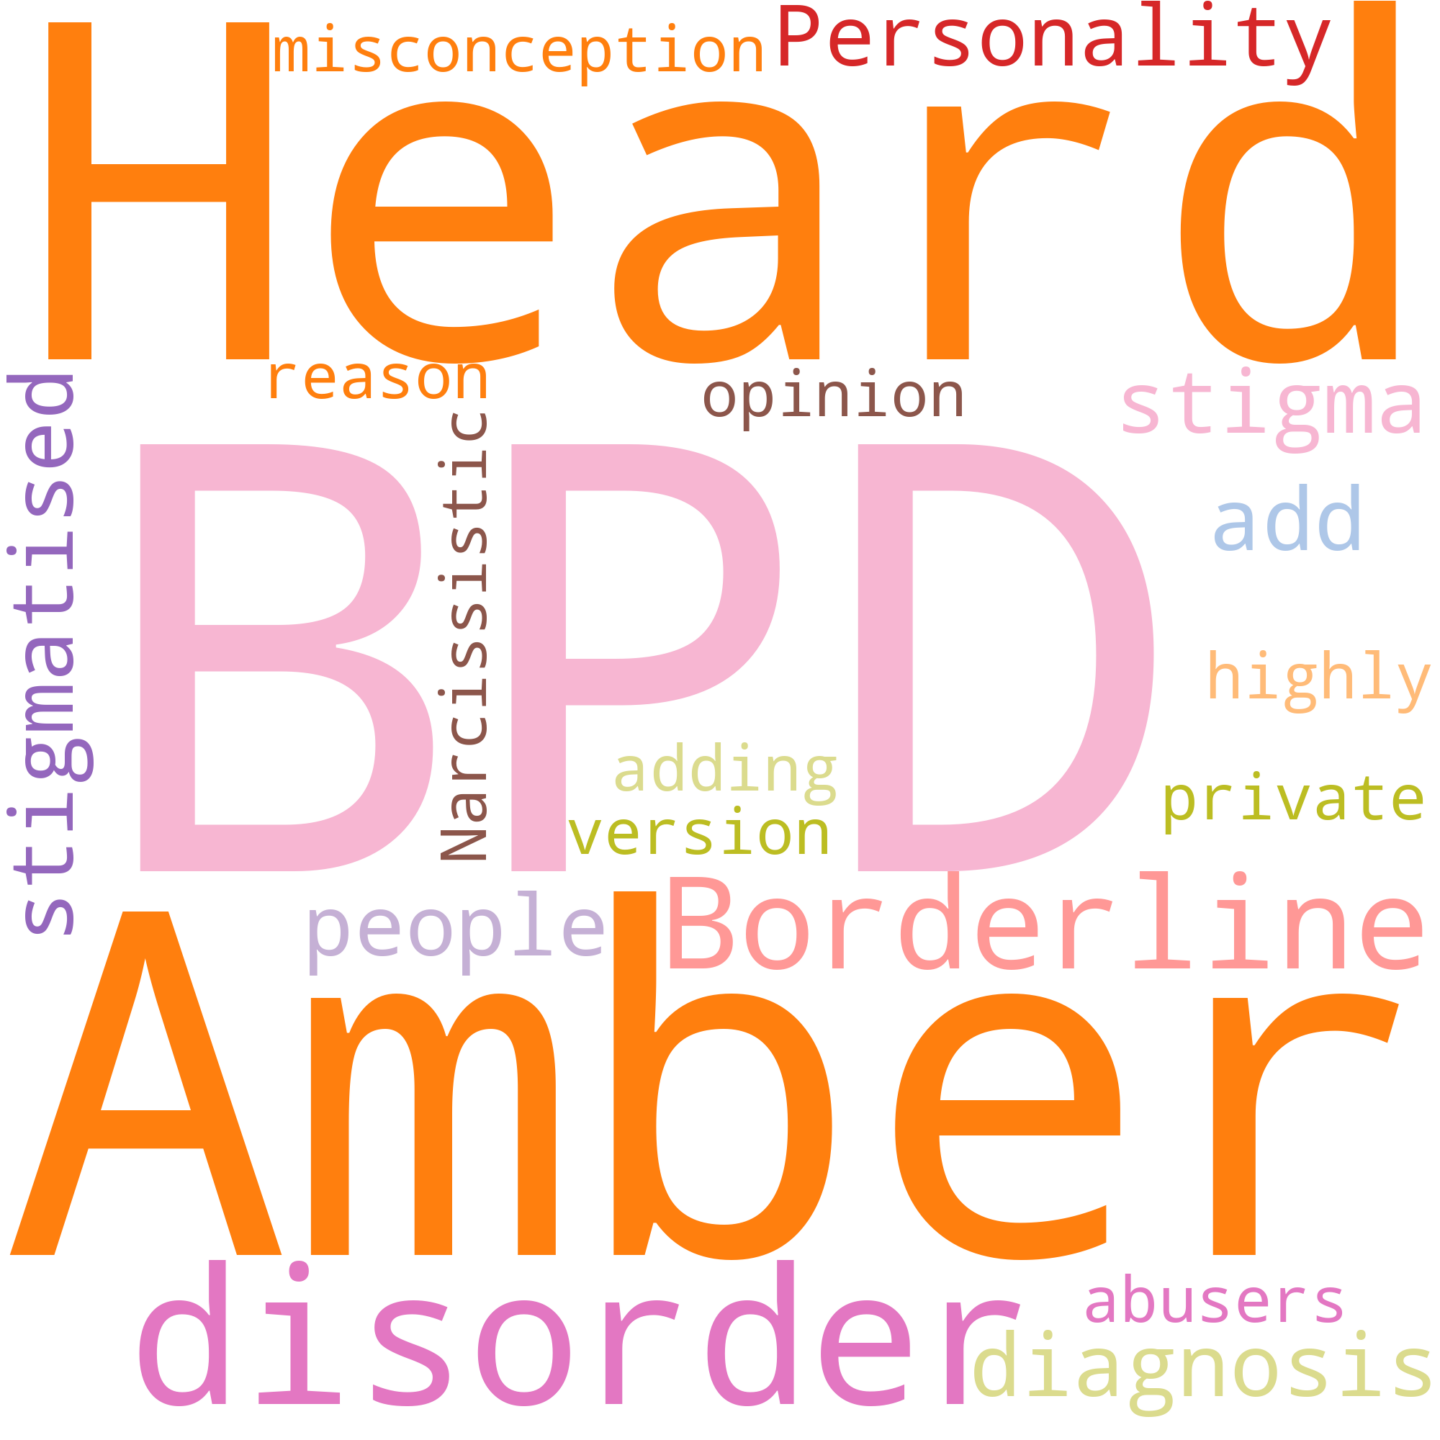 misconception
Personality
Heard
reason
opinion
stigma
stigmatised
Narcissistic
BPD
add
highly
adding
private
version
people
Borderline
Amber
disorder
abusers
diagnosis